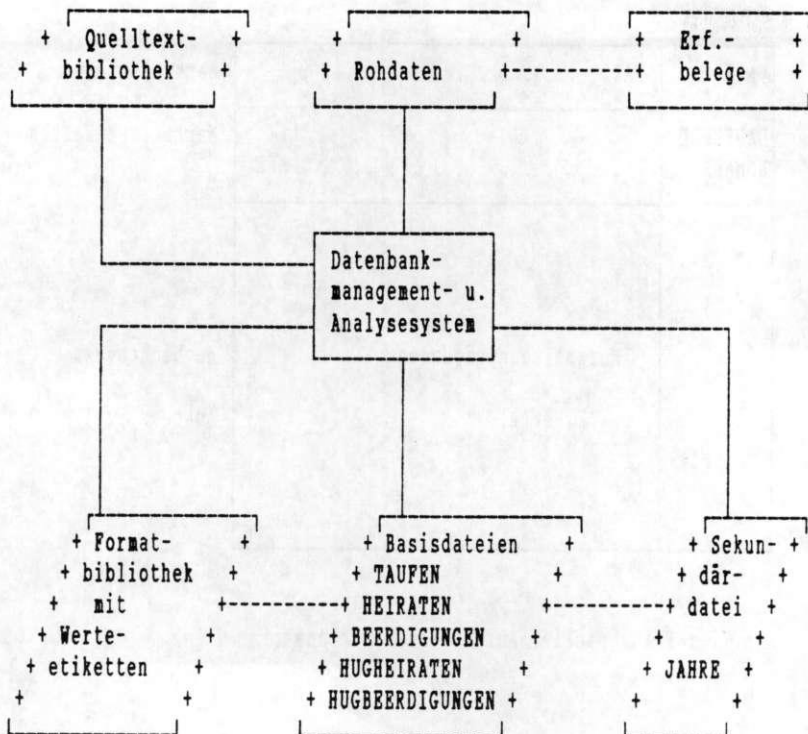 Quelltext-
bibliothek
Rohdaten
Erf.-
belege
Datenbank-
management- u.
Analysesystem
Format-
bibliothek
mit
Werte-
etiketten
Basisdateien
TAUFEN
HEIRATEN
BEERDIGUNGEN
HUGHEIRATEN
HUGBEERDIGUNGEN
Sekun-
där-
datei
JAHRE